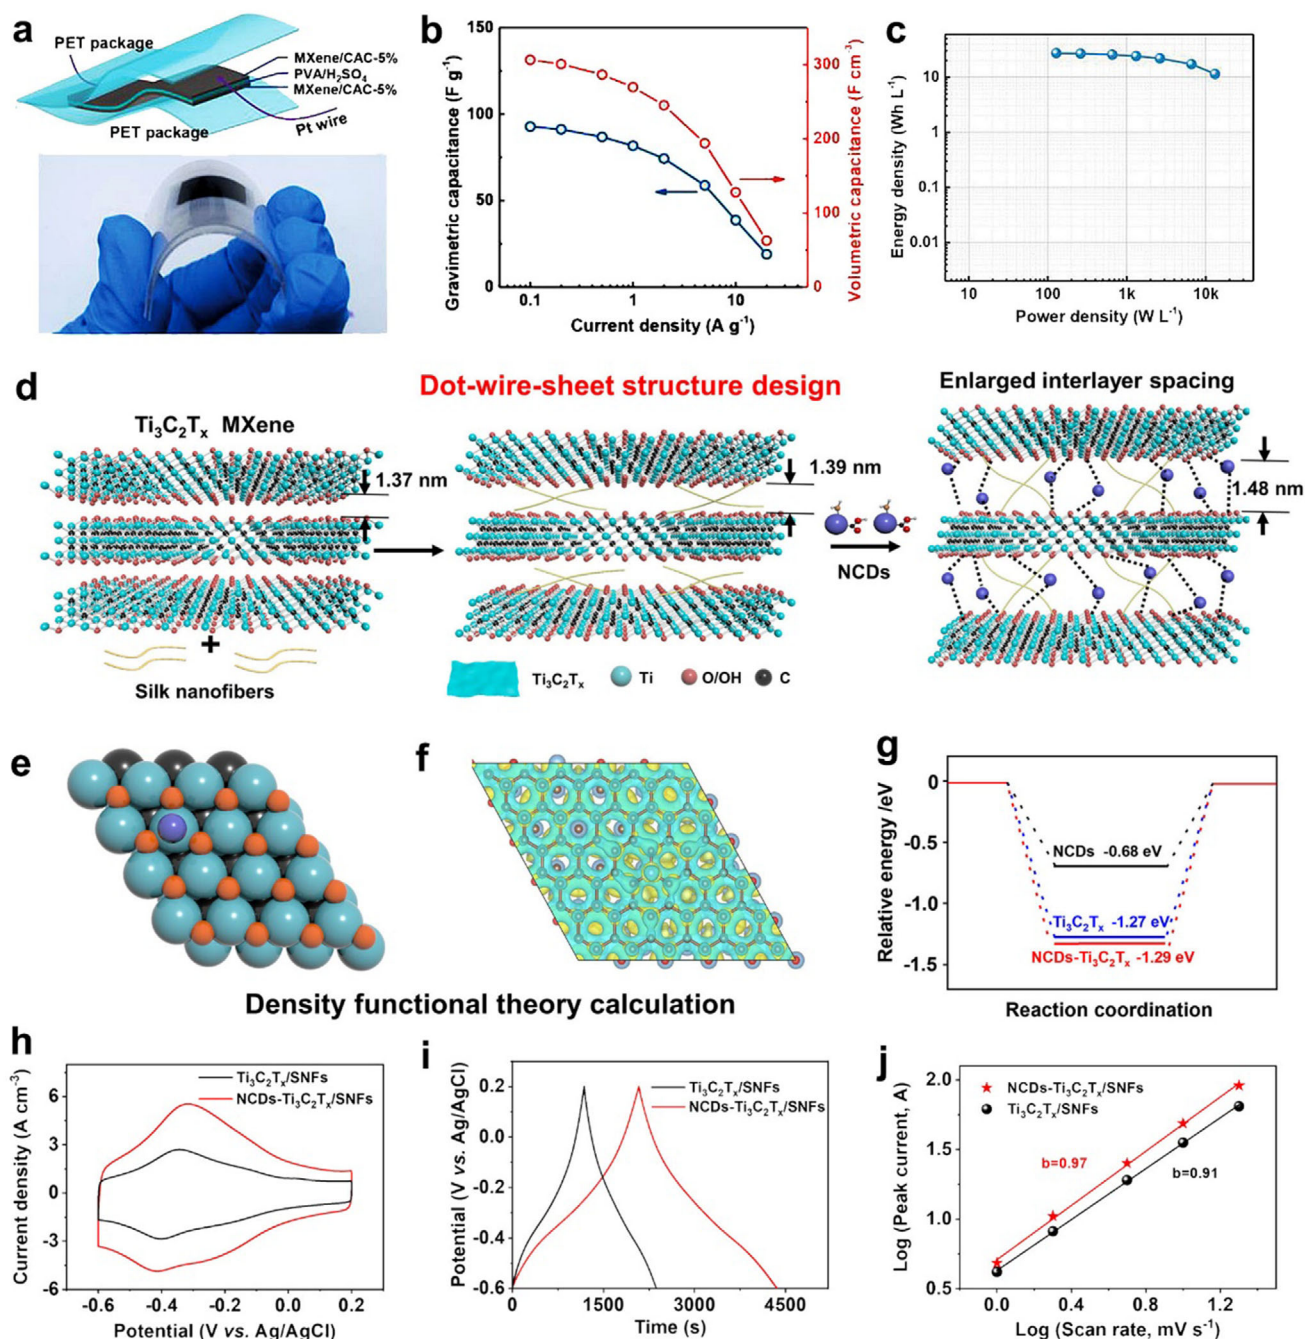 a
PET package
MXene/CAC-5%
PVA/H₂SO₄
MXene/CAC-5%
Pt wire
PET package
b
Gravimetric capacitance (F g⁻¹)
150
100
50
0
0.1
1
10
Current density (A g⁻¹)
Volumetric capacitance (F cm⁻³)
300
200
100
0
c
Energy density (Wh L⁻¹)
10
1
0.1
0.01
10
100
1k
10k
Power density (W L⁻¹)
d
Dot-wire-sheet structure design
Enlarged interlayer spacing
Ti₃C₂Tₓ MXene
1.37 nm
1.39 nm
1.48 nm
NCDs
+
Silk nanofibers
Ti₃C₂Tₓ
Ti
O/OH
C
e
f
g
Relative energy /eV
0
-0.5
-1.0
-1.5
NCDs -0.68 eV
Ti₃C₂Tₓ -1.27 eV
NCDs-Ti₃C₂Tₓ -1.29 eV
Reaction coordination
Density functional theory calculation
h
Current density (A cm⁻³)
6
3
0
-3
-6
Ti₃C₂Tₓ/SNFs
NCDs-Ti₃C₂Tₓ/SNFs
-0.6
-0.4
-0.2
0.0
0.2
Potential (V vs. Ag/AgCl)
i
Potential (V vs. Ag/AgCl)
0.2
0.0
-0.2
-0.4
-0.6
Ti₃C₂Tₓ/SNFs
NCDs-Ti₃C₂Tₓ/SNFs
0
1500
3000
4500
Time (s)
j
Log (Peak current, A)
2.0
1.5
1.0
0.5
NCDs-Ti₃C₂Tₓ/SNFs
Ti₃C₂Tₓ/SNFs
b=0.97
b=0.91
0.0
0.4
0.8
1.2
Log (Scan rate, mV s⁻¹)